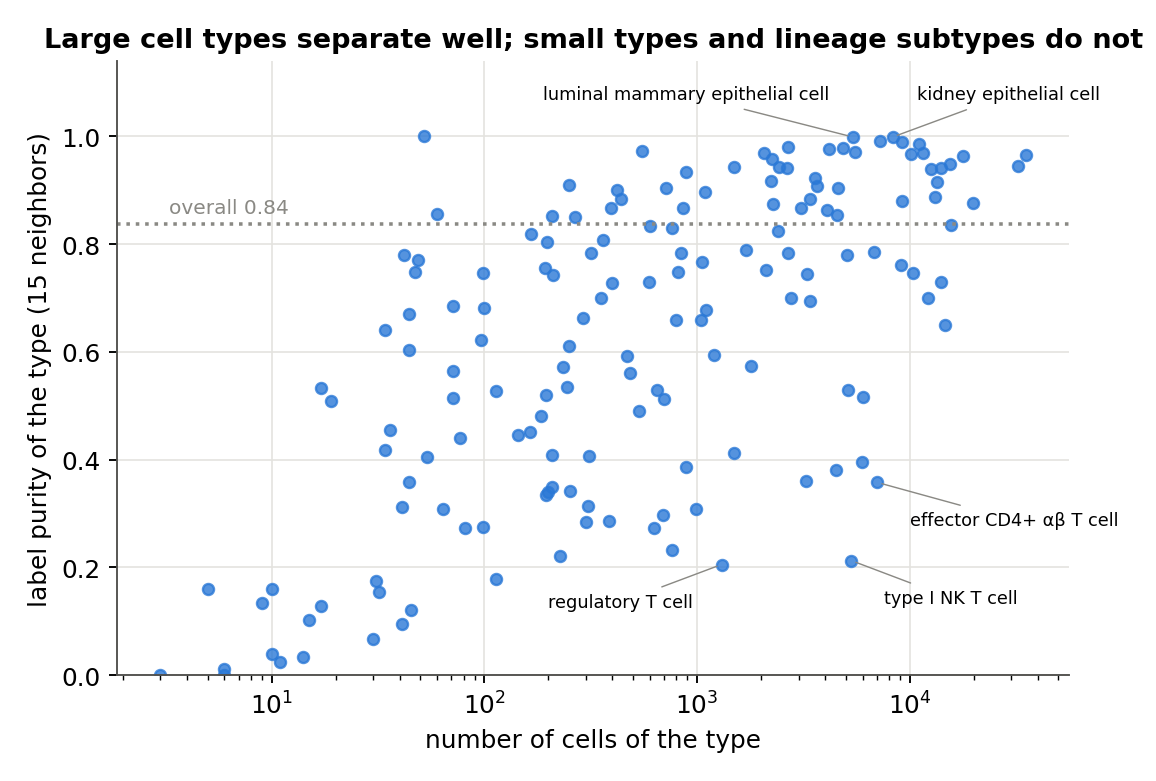 Large cell types separate well; small types and lineage subtypes do not
luminal mammary epithelial cell
kidney epithelial cell
overall 0.84
effector CD4+ αβ T cell
type I NK T cell
regulatory T cell
label purity of the type (15 neighbors)
1.0
0.8
0.6
0.4
0.2
0.0
10¹
10²
10³
10⁴
number of cells of the type